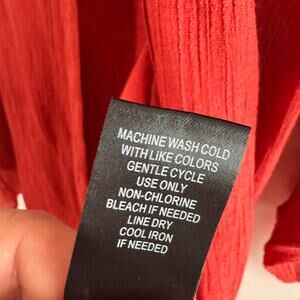 MACHINE WASH COLD
WITH LIKE COLORS
GENTLE CYCLE
USE ONLY
NON-CHLORINE
BLEACH IF NEEDED
LINE DRY
COOL IRON
IF NEEDED